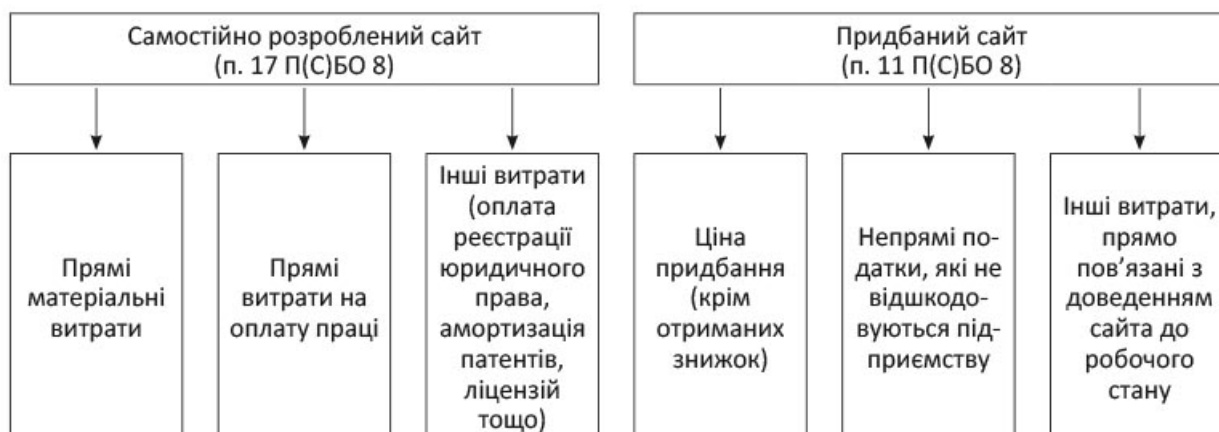 Самостійно розроблений сайт
(п. 17 П(С)БО 8)
Придбаний сайт
(п. 11 П(С)БО 8)
Прямі
матеріальні
витрати
Прямі
витрати на
оплату праці
Інші витрати
(оплата
реєстрації
юридичного
права,
амортизація
патентів,
ліцензій
тощо)
Ціна
придбання
(крім
отриманих
знижок)
Непрямі по-
датки, які не
відшкодо-
вуються під-
приємству
Інші витрати,
прямо
пов’язані з
доведенням
сайта до
робочого
стану